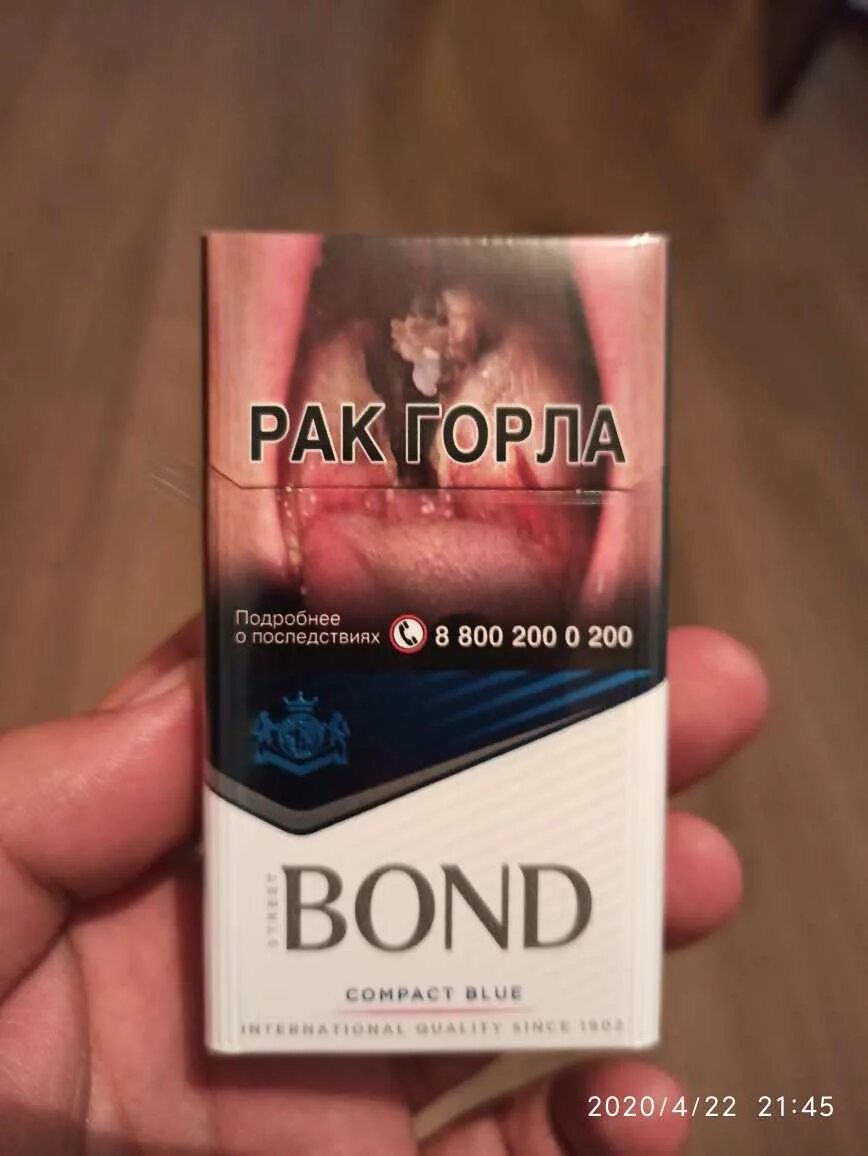 РАК ГОРЛА
Подробнее
о последствиях 8 800 200 0 200
STREET
BOND
COMPACT BLUE
INTERNATIONAL QUALITY SINCE 1902
2020/4/22 21:45